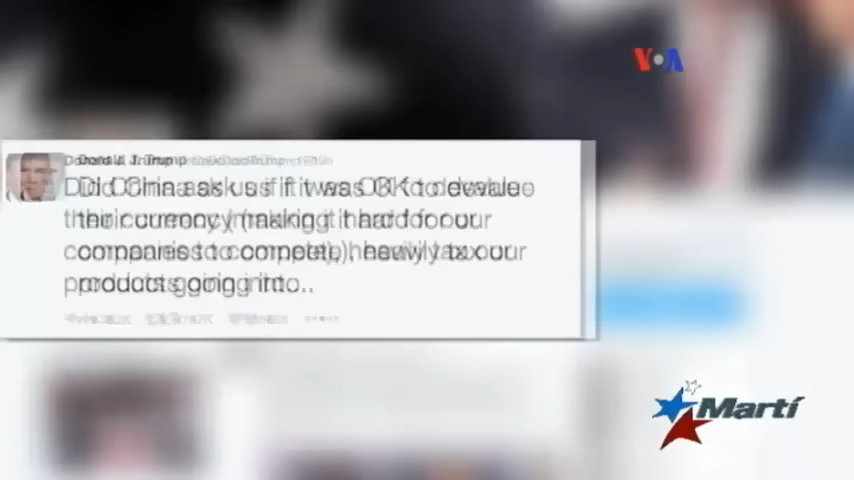 VOA
Donald J. Trump
Did China ask us if it was OK to devalue
their currency (making it hard for our
companies to compete), heavily tax our
products going into..
Martí